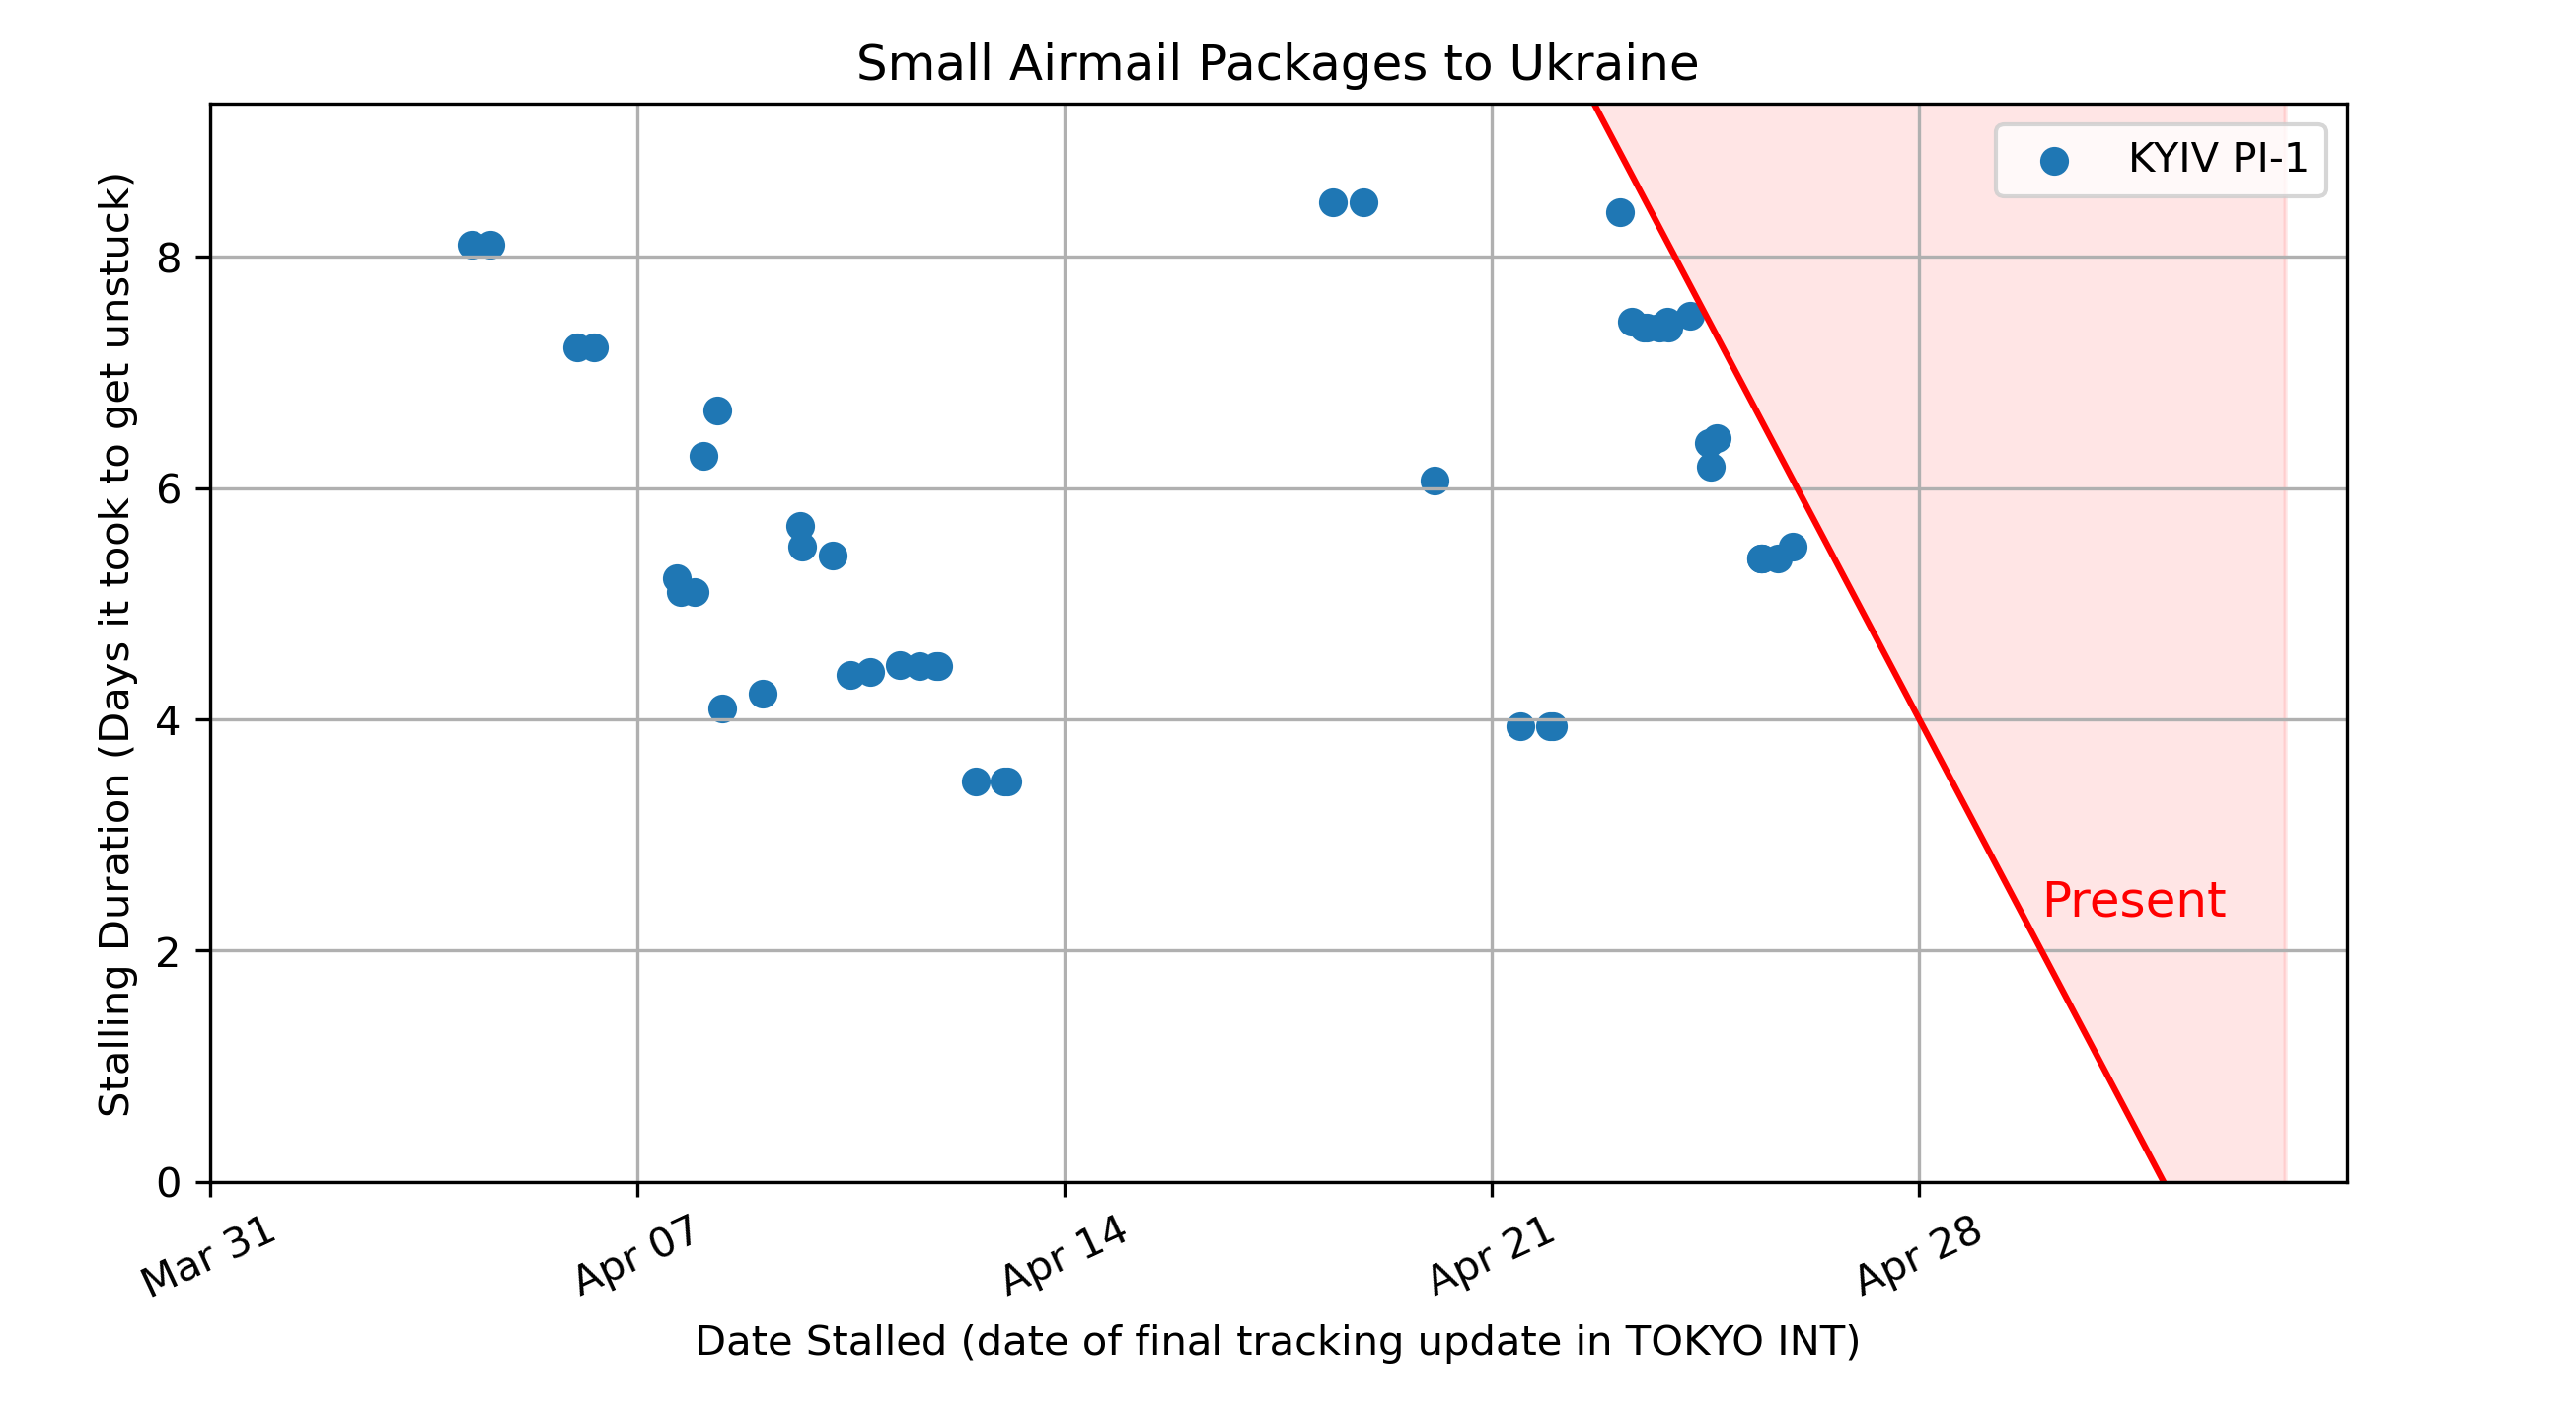 Small Airmail Packages to Ukraine
KYIV PI-1
Stalling Duration (Days it took to get unstuck)
8
6
4
2
0
Present
Mar 31
Apr 07
Apr 14
Apr 21
Apr 28
Date Stalled (date of final tracking update in TOKYO INT)